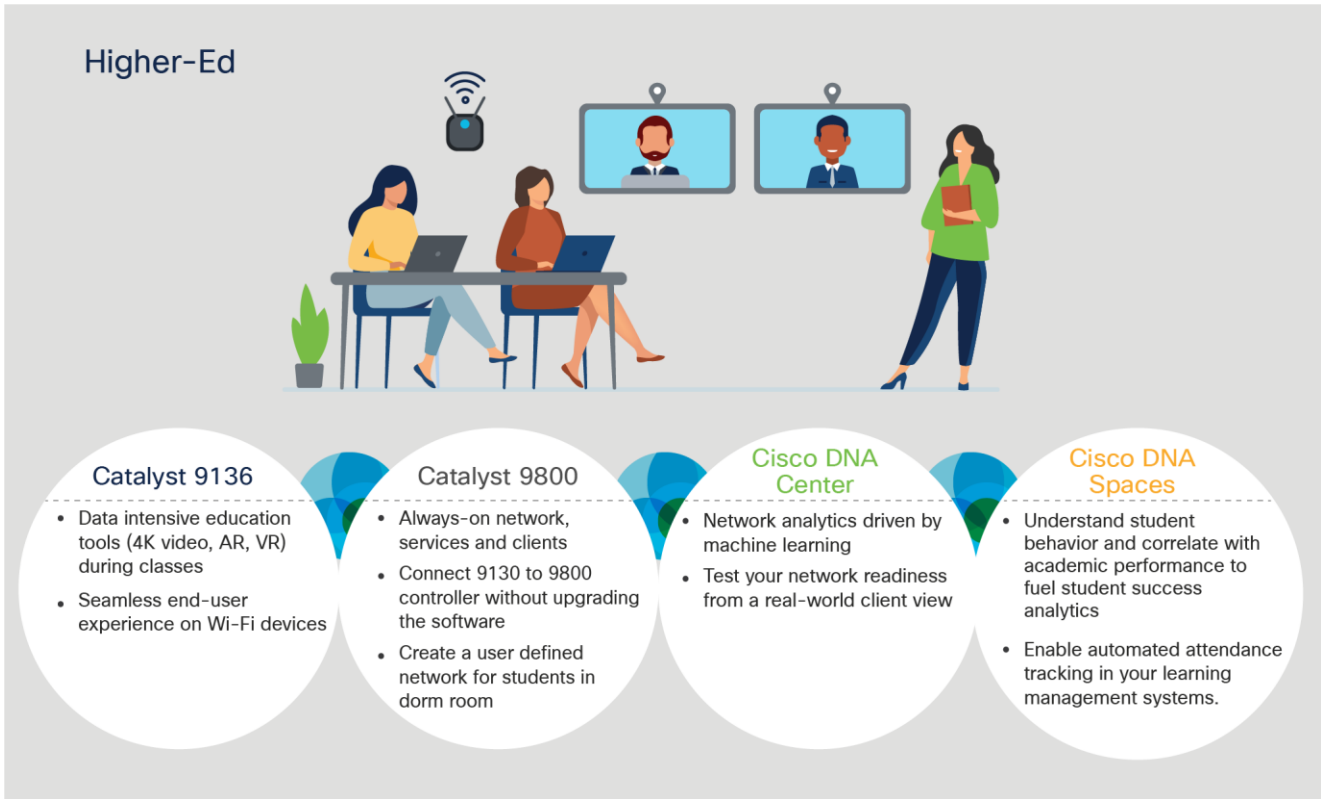 Higher-Ed
Catalyst 9136
• Data intensive education
tools (4K video, AR, VR)
during classes
• Seamless end-user
experience on Wi-Fi devices
Catalyst 9800
• Always-on network,
services and clients
• Connect 9130 to 9800
controller without upgrading
the software
• Create a user defined
network for students in
dorm room
Cisco DNA
Center
• Network analytics driven by
machine learning
• Test your network readiness
from a real-world client view
Cisco DNA
Spaces
• Understand student
behavior and correlate with
academic performance to
fuel student success
analytics
• Enable automated attendance
tracking in your learning
management systems.